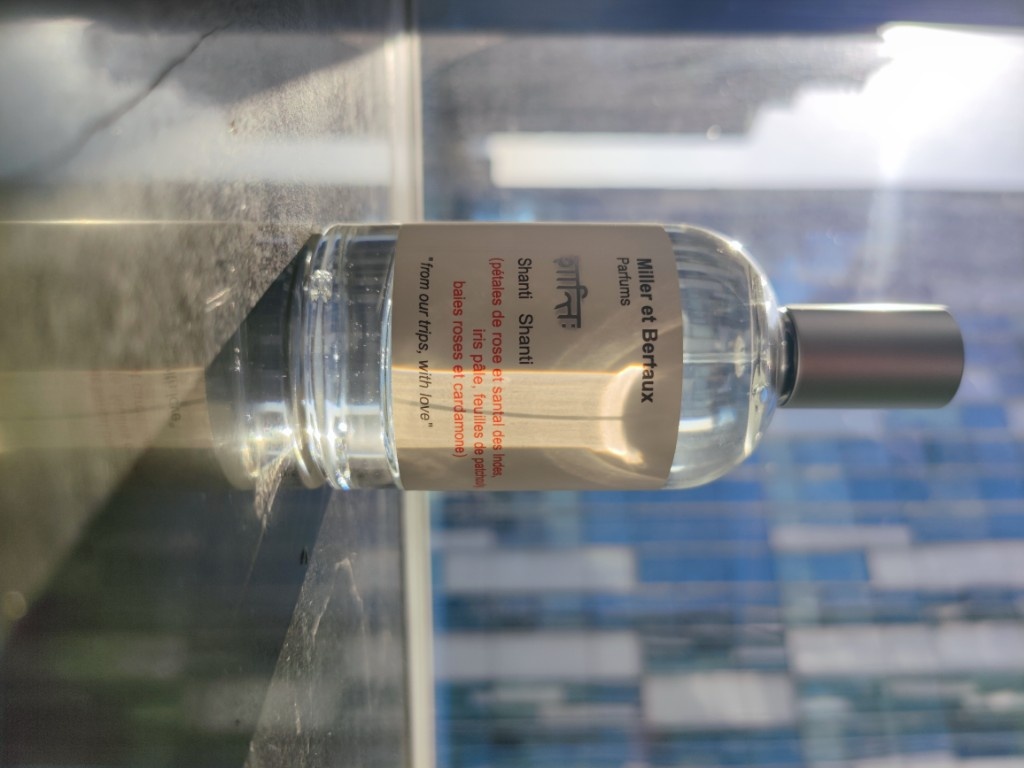 Miller et Bertaux
Parfums
शान्तिः
Shanti Shanti
(pétales de rose et santal des Indes,
iris pâle, feuilles de patchouli
baies roses et cardamone)
"from our trips, with love"